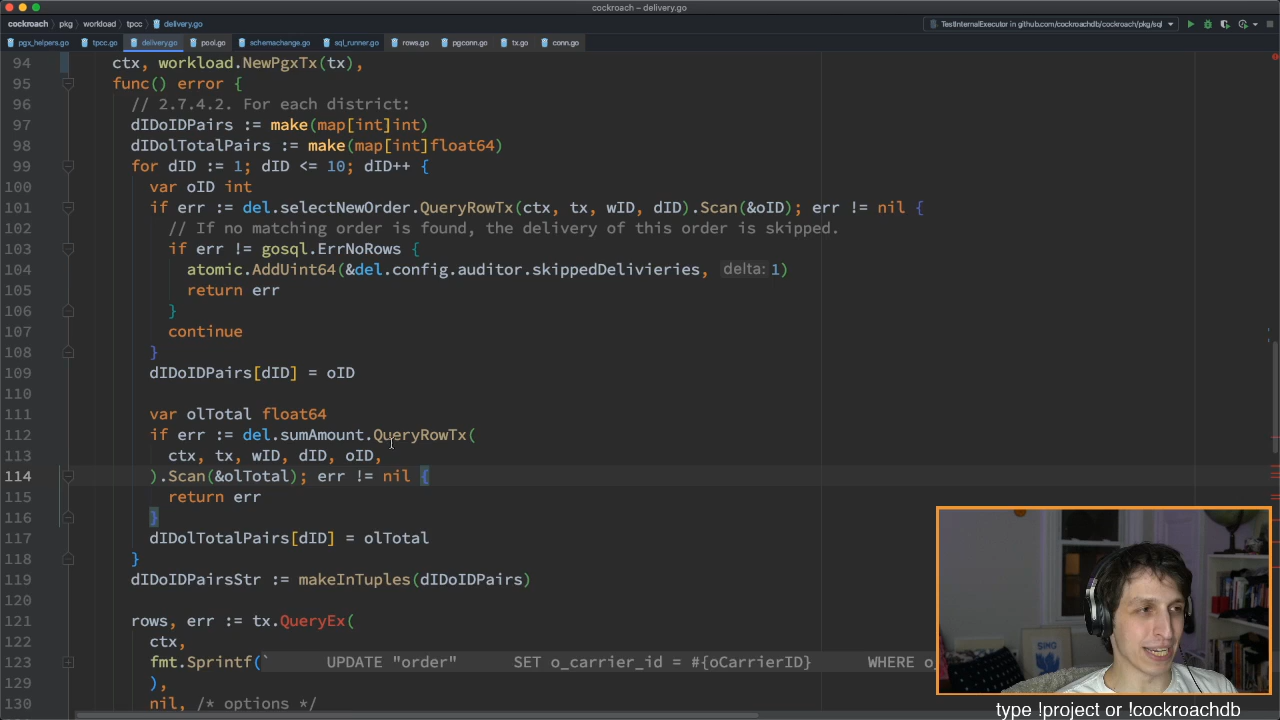 cockroach – delivery.go
cockroach pkg workload tpcc delivery.go TestInternalExecutor in github.com/cockroachdb/cockroach/pkg/sql
pgx_helpers.go tpcc.go delivery.go pool.go schemachange.go sql_runner.go rows.go pgconn.go tx.go conn.go
94 ctx, workload.NewPgxTx(tx),
95 func() error {
96 // 2.7.4.2. For each district:
97 dIDoIDPairs := make(map[int]int)
98 dIDolTotalPairs := make(map[int]float64)
99 for dID := 1; dID <= 10; dID++ {
100 var oID int
101 if err := del.selectNewOrder.QueryRowTx(ctx, tx, wID, dID).Scan(&oID); err != nil {
102 // If no matching order is found, the delivery of this order is skipped.
103 if err != gosql.ErrNoRows {
104 atomic.AddUint64(&del.config.auditor.skippedDelivieries, delta: 1)
105 return err
106 }
107 continue
108 }
109 dIDoIDPairs[dID] = oID
110
111 var olTotal float64
112 if err := del.sumAmount.QueryRowTx(
113 ctx, tx, wID, dID, oID,
114 ).Scan(&olTotal); err != nil {
115 return err
116 }
117 dIDolTotalPairs[dID] = olTotal
118 }
119 dIDoIDPairsStr := makeInTuples(dIDoIDPairs)
120
121 rows, err := tx.QueryEx(
122 ctx,
123 fmt.Sprintf(` UPDATE "order" SET o_carrier_id = #{oCarrierID} WHERE o_
129 ),
130 nil, /* options */
type !project or !cockroachdb